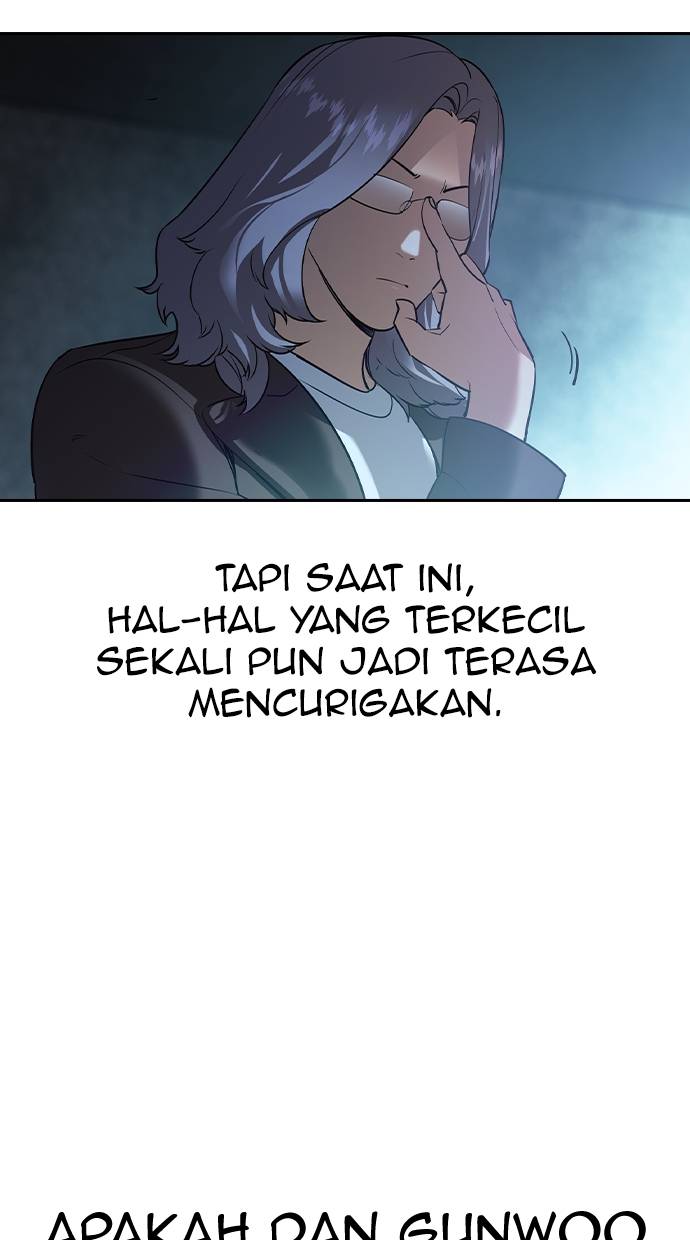 TAPI SAAT INI,
HAL-HAL YANG TERKECIL
SEKALI PUN JADI TERASA
MENCURIGAKAN.
APAKAH DAN GUNWOO